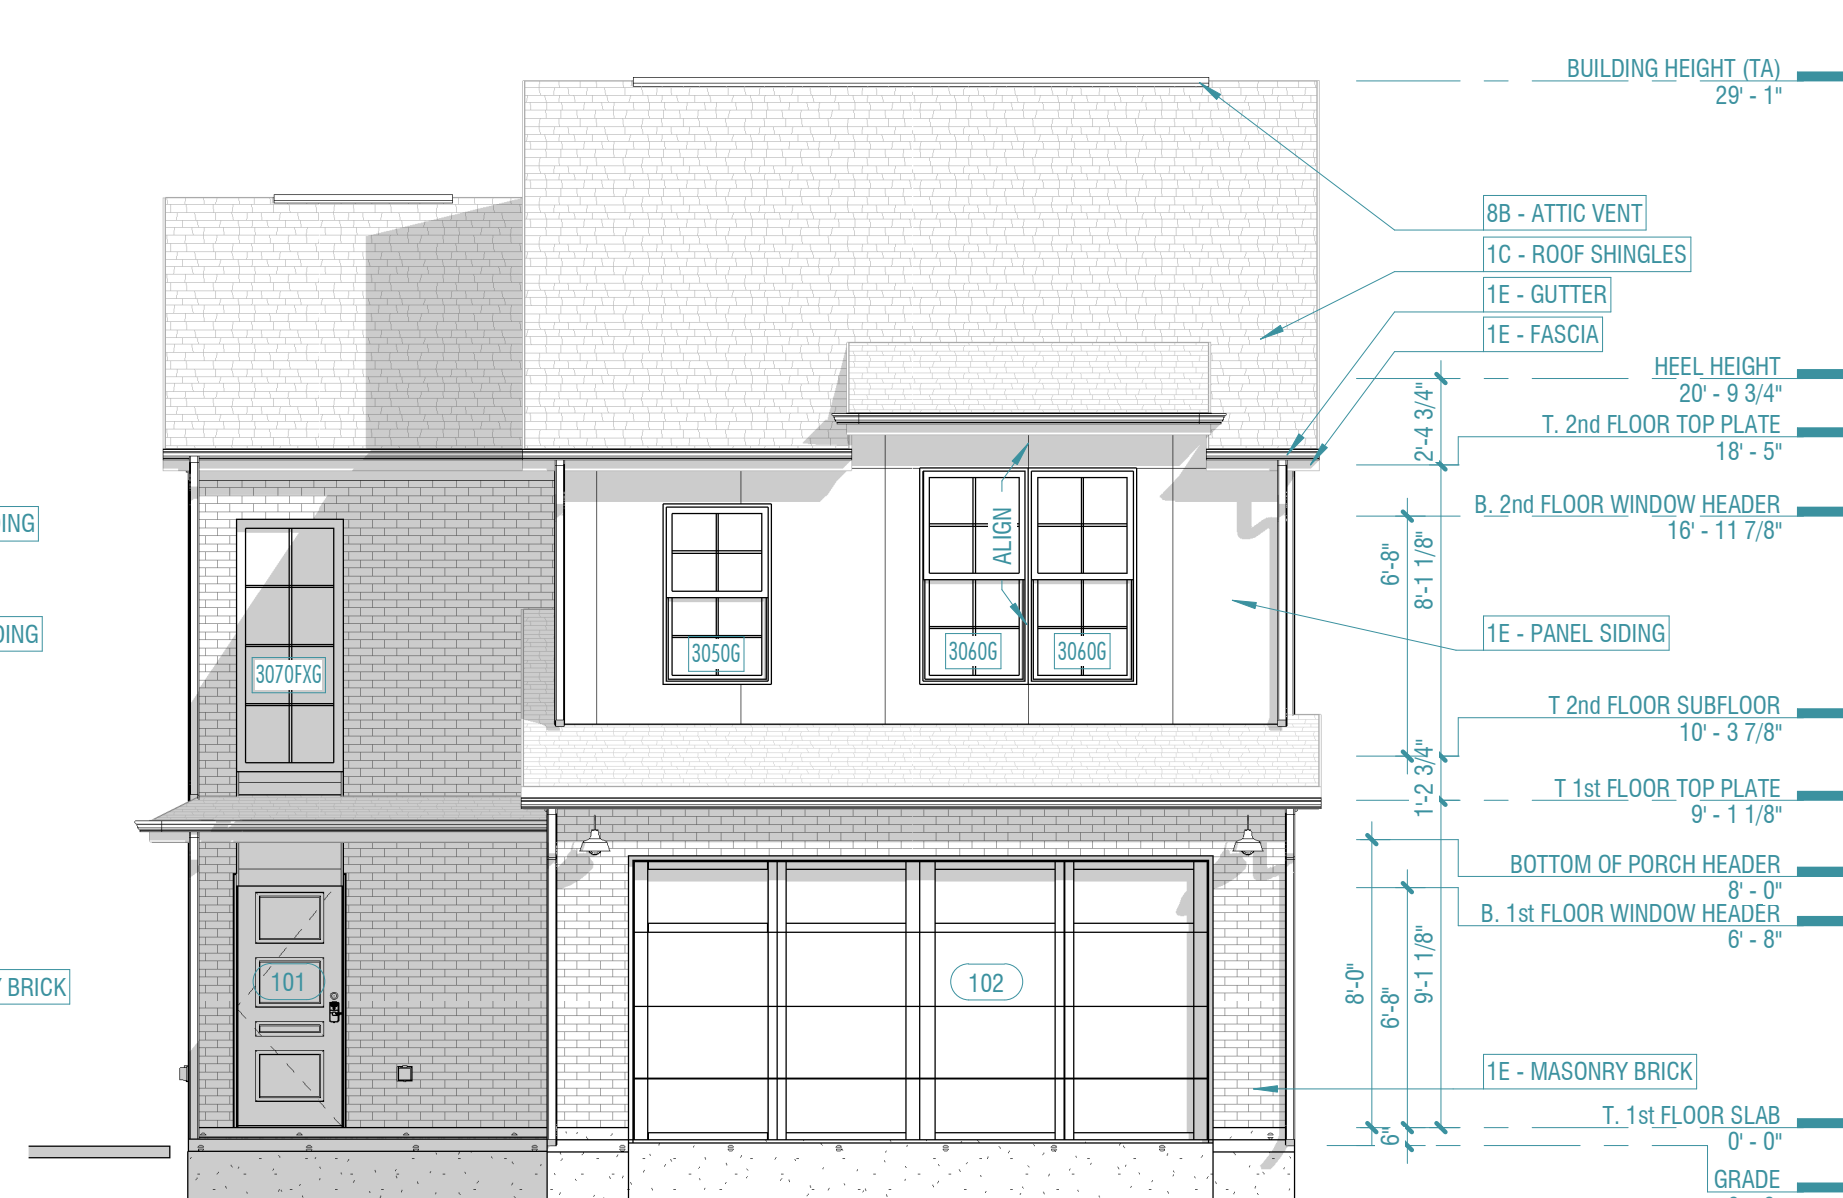 BUILDING HEIGHT (TA)
29' - 1"
8B - ATTIC VENT
1C - ROOF SHINGLES
1E - GUTTER
1E - FASCIA
HEEL HEIGHT
20' - 9 3/4"
2'-4 3/4"
T. 2nd FLOOR TOP PLATE
18' - 5"
B. 2nd FLOOR WINDOW HEADER
16' - 11 7/8"
6'-8"
8'-1 1/8"
ALIGN
3050G
3060G
3060G
3070FXG
1E - PANEL SIDING
T 2nd FLOOR SUBFLOOR
10' - 3 7/8"
1'-2 3/4"
T 1st FLOOR TOP PLATE
9' - 1 1/8"
BOTTOM OF PORCH HEADER
8' - 0"
B. 1st FLOOR WINDOW HEADER
6' - 8"
8'-0"
6'-8"
9'-1 1/8"
101
102
BRICK
1E - MASONRY BRICK
T. 1st FLOOR SLAB
0' - 0"
6"
GRADE